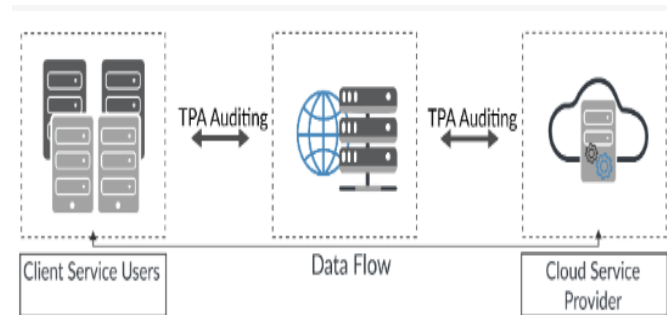 TPA Auditing
TPA Auditing
Client Service Users
Data Flow
Cloud Service
Provider